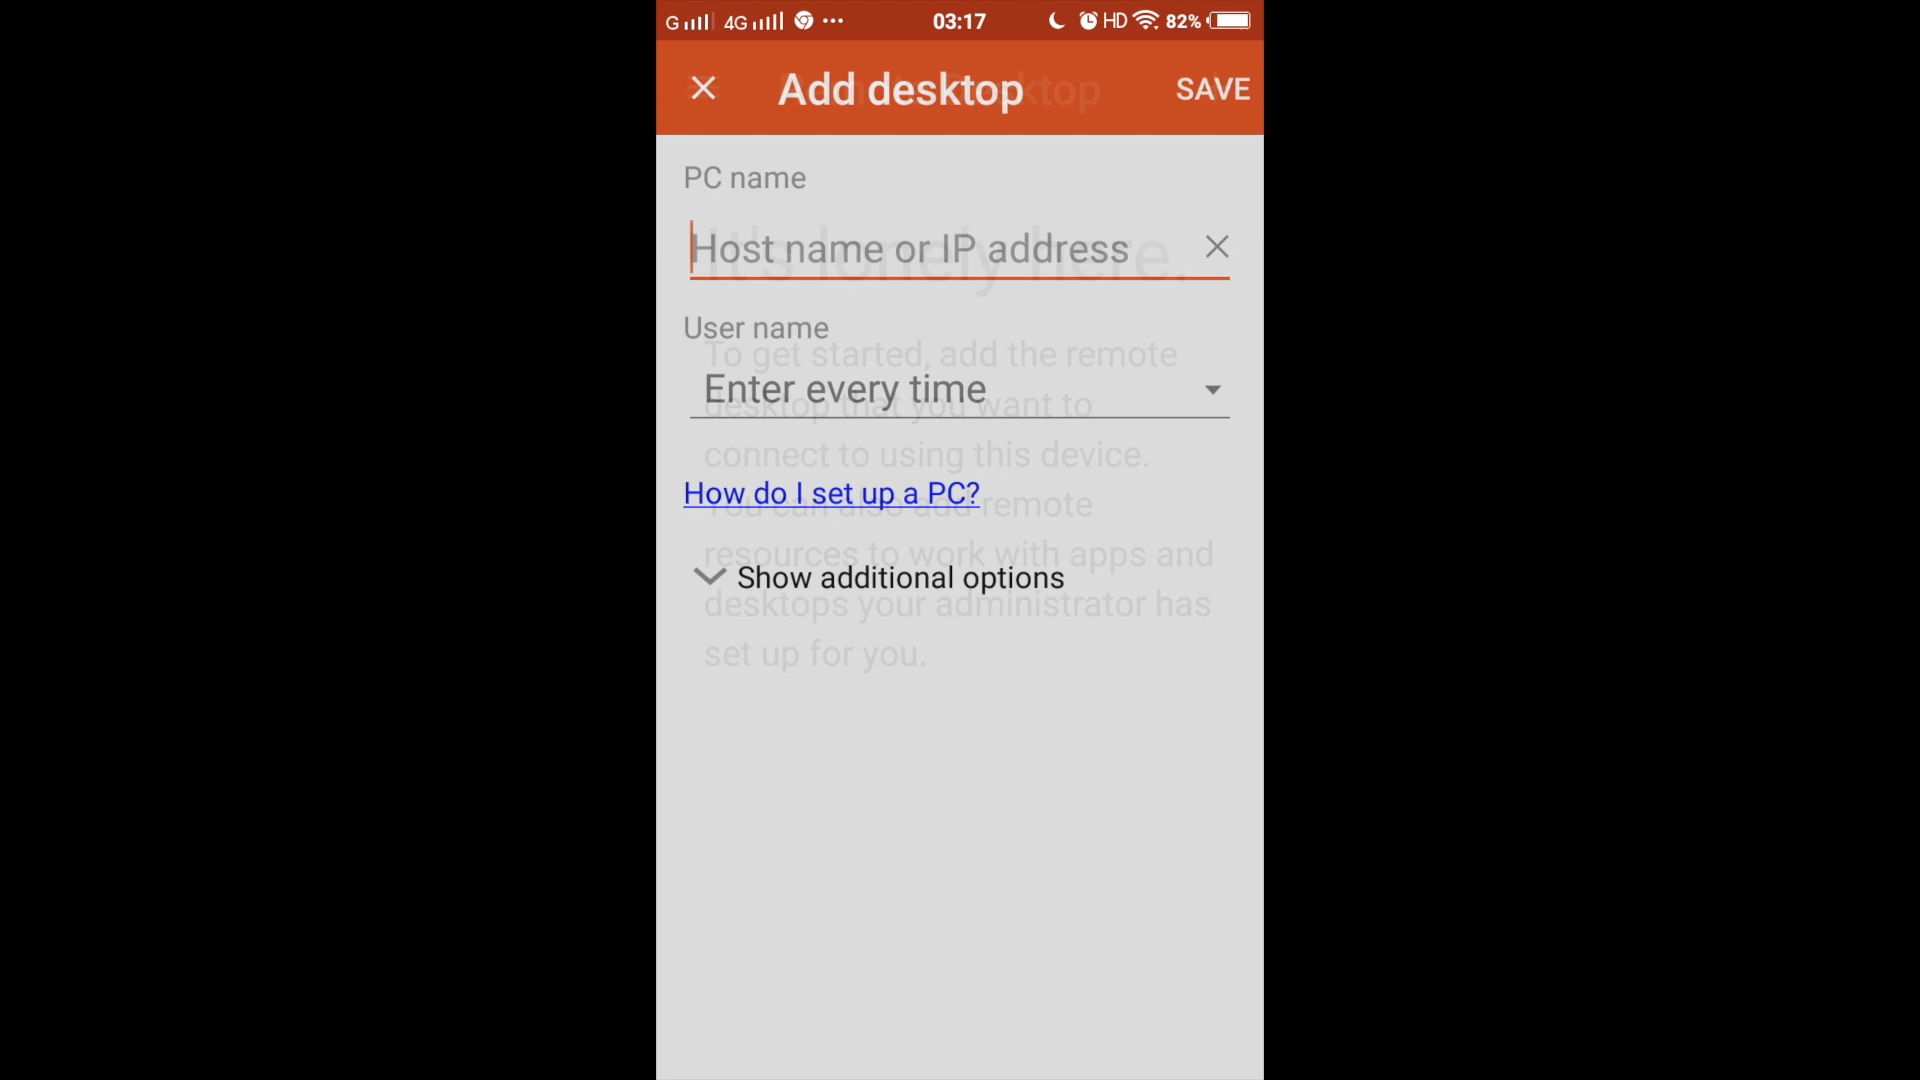 G 4G 03:17 HD 82%
Add desktop SAVE
PC name
Host name or IP address
It's lonely here.
User name
To get started, add the remote
Enter every time
desktop that you want to
connect to using this device.
How do I set up a PC?
You can also add remote
resources to work with apps and
Show additional options
desktops your administrator has
set up for you.